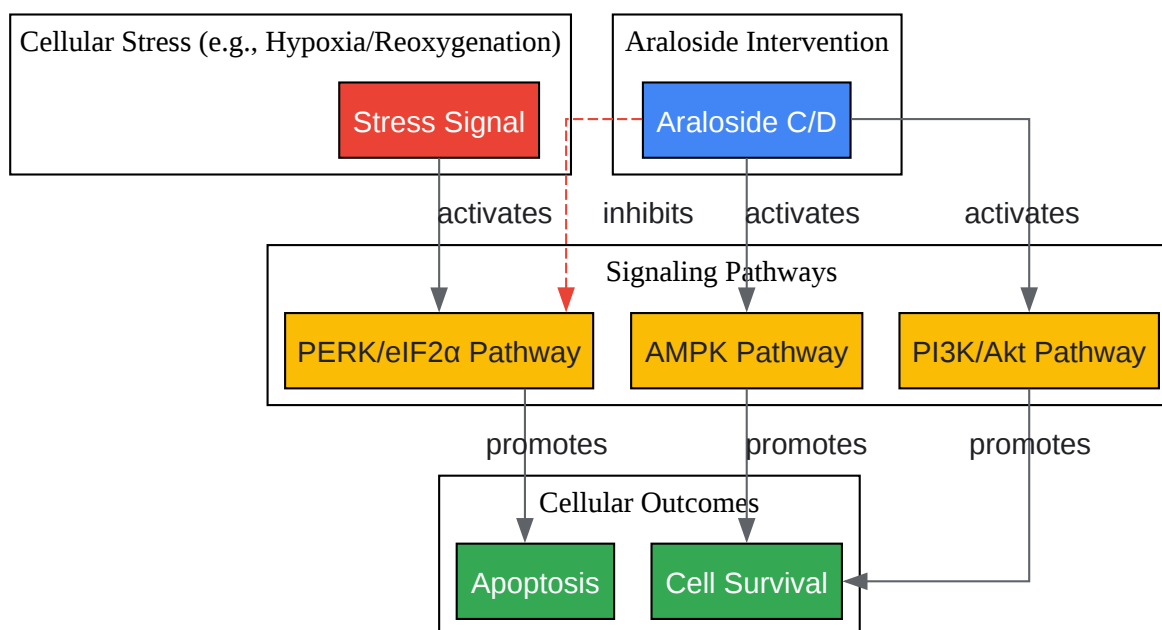 Cellular Stress (e.g., Hypoxia/Reoxygenation)
Araloside Intervention
Stress Signal
Araloside C/D
activates
inhibits
activates
activates
Signaling Pathways
PERK/eIF2α Pathway
AMPK Pathway
PI3K/Akt Pathway
promotes
promotes
promotes
Cellular Outcomes
Apoptosis
Cell Survival